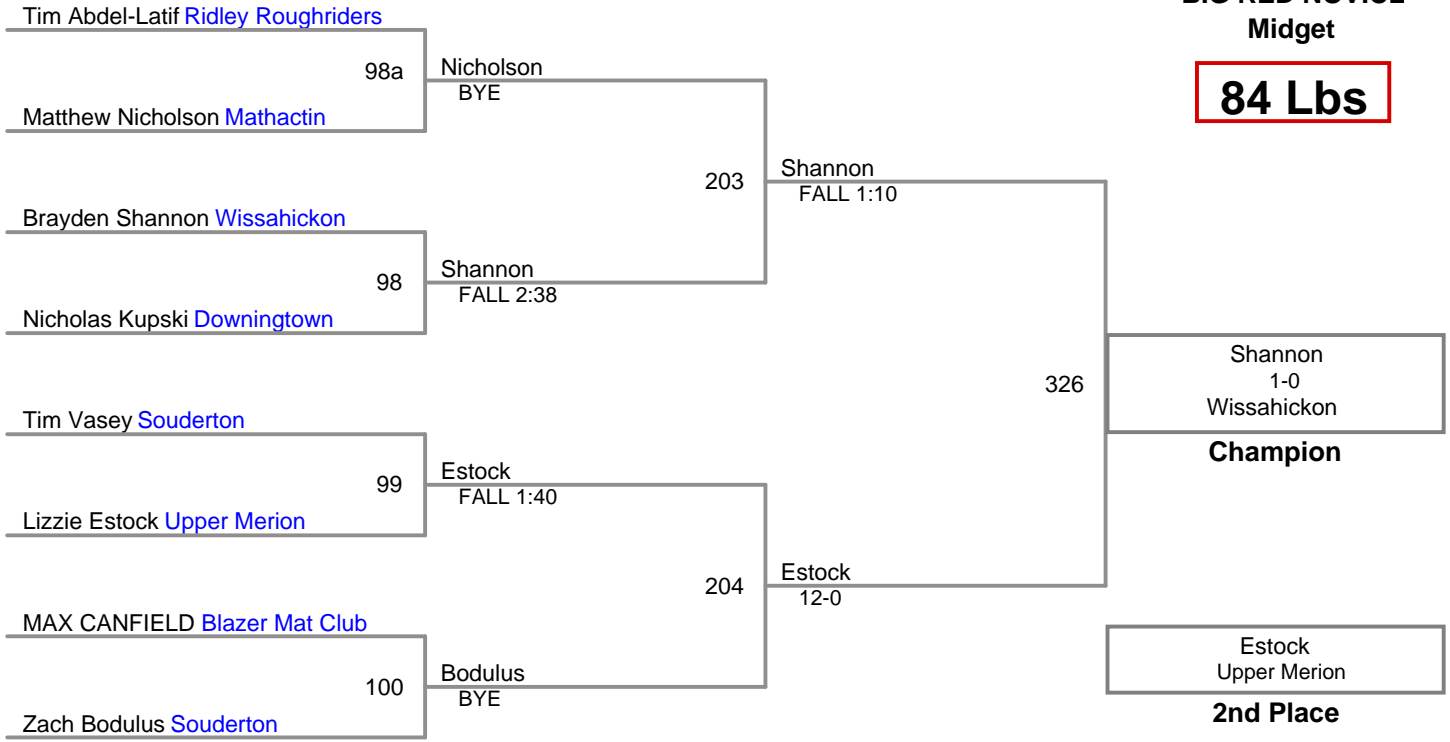 Tim Abdel-Latif Ridley Roughriders
BIG RED NOVICE
Midget
84 Lbs
98a
Nicholson
BYE
Matthew Nicholson Mathactin
203
Shannon
FALL 1:10
Brayden Shannon Wissahickon
98
Shannon
FALL 2:38
Nicholas Kupski Downingtown
326
Shannon
1-0
Wissahickon
Champion
Tim Vasey Souderton
99
Estock
FALL 1:40
Lizzie Estock Upper Merion
204
Estock
12-0
MAX CANFIELD Blazer Mat Club
100
Bodulus
BYE
Zach Bodulus Souderton
Estock
Upper Merion
2nd Place